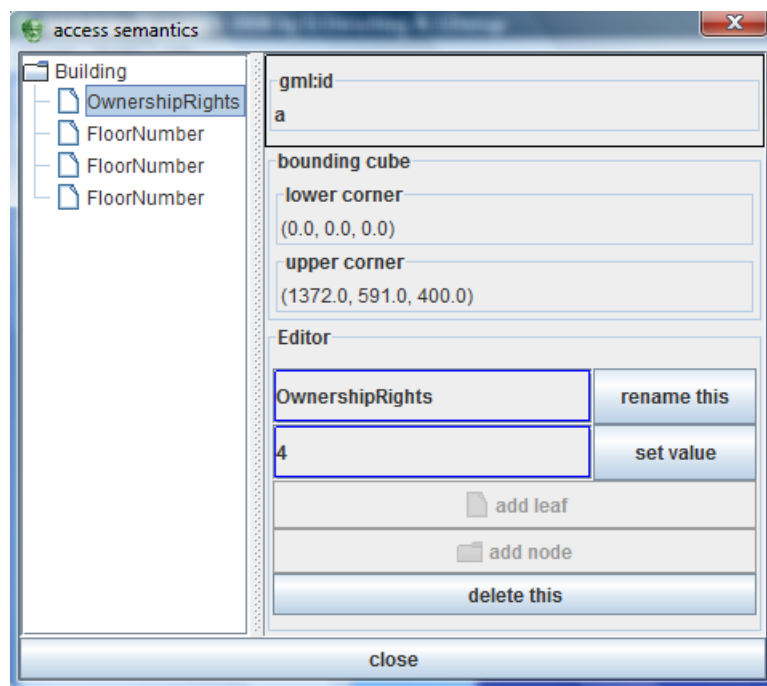 access semantics
Building
OwnershipRights
FloorNumber
FloorNumber
FloorNumber
gml:id
a
bounding cube
lower corner
(0.0, 0.0, 0.0)
upper corner
(1372.0, 591.0, 400.0)
Editor
OwnershipRights rename this
4 set value
add leaf
add node
delete this
close